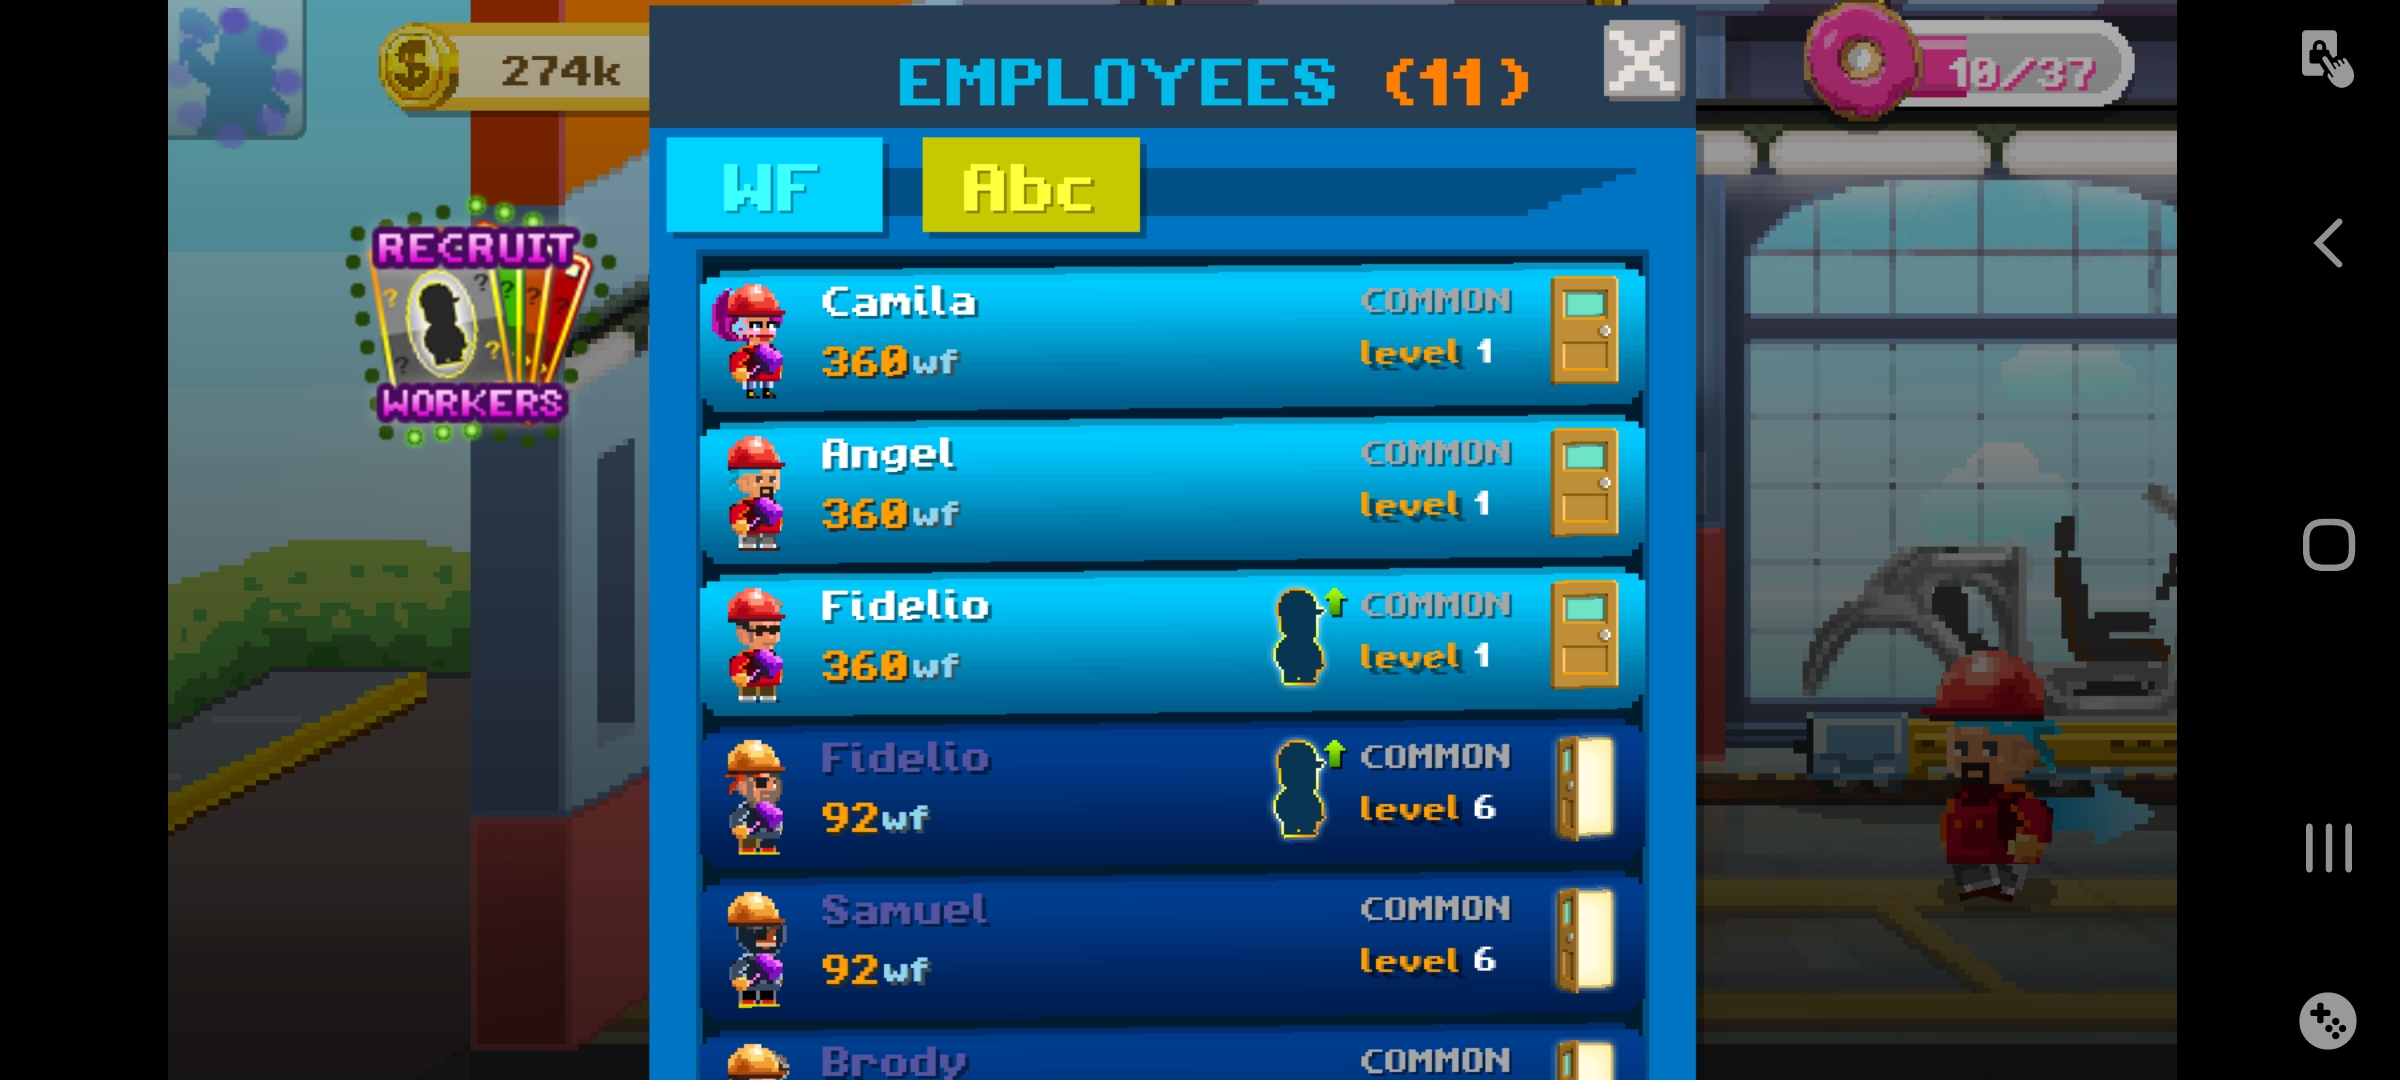 274k
EMPLOYEES (11)
10/37
WF
Abc
RECRUIT
WORKERS
Camila
COMMON
360wf
level 1
Angel
COMMON
360wf
level 1
Fidelio
COMMON
360wf
level 1
Fidelio
COMMON
92wf
level 6
Samuel
COMMON
92wf
level 6
Brody
COMMON